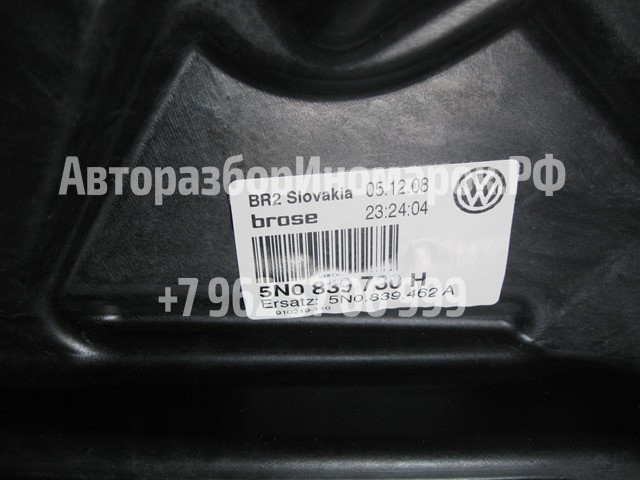 BR2 Slovakia 05.12.08
brose 23:24:04
АвторазборИномарок.РФ
5N0 839 730 H
Ersatz: 5N0.839.462 A